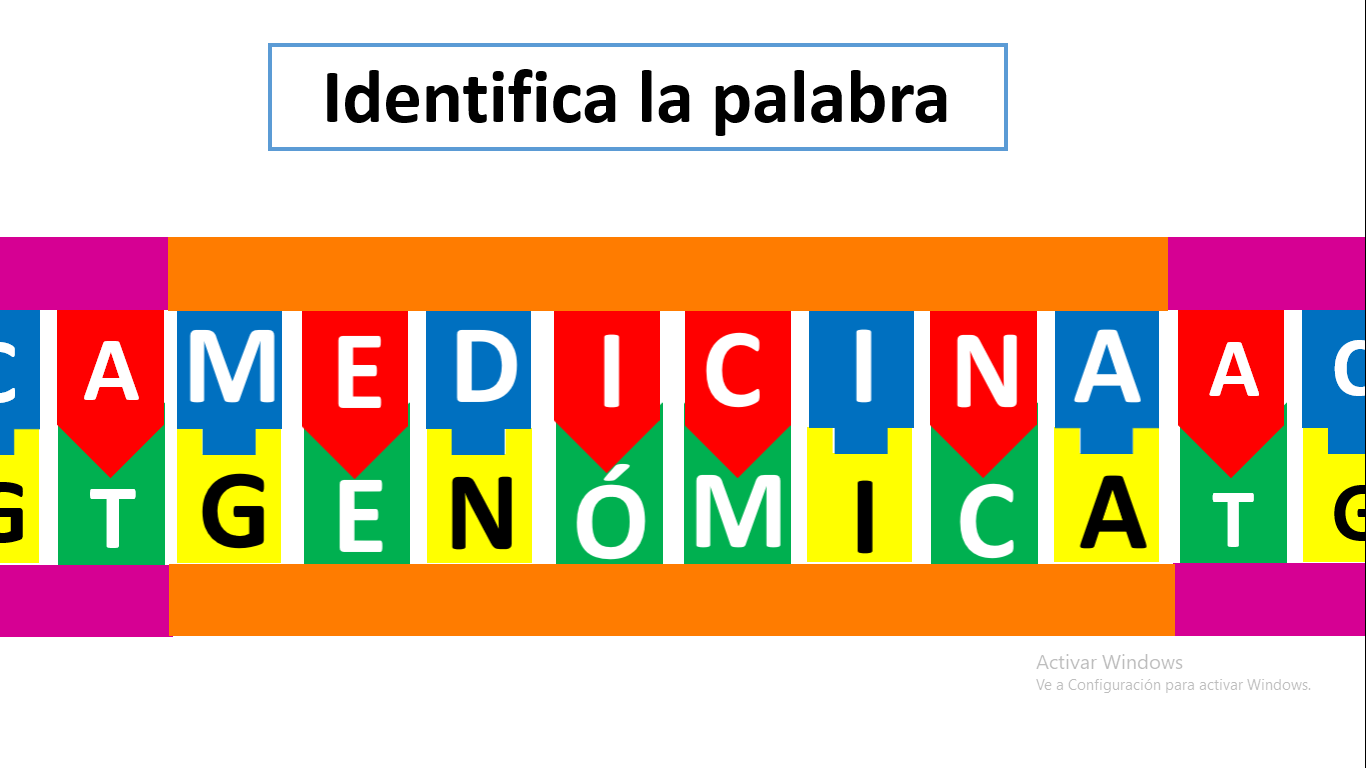 Identifica la palabra
C A M E D I C I N A A C
G T G E N Ó M I C A T G
Activar Windows
Ve a Configuración para activar Windows.